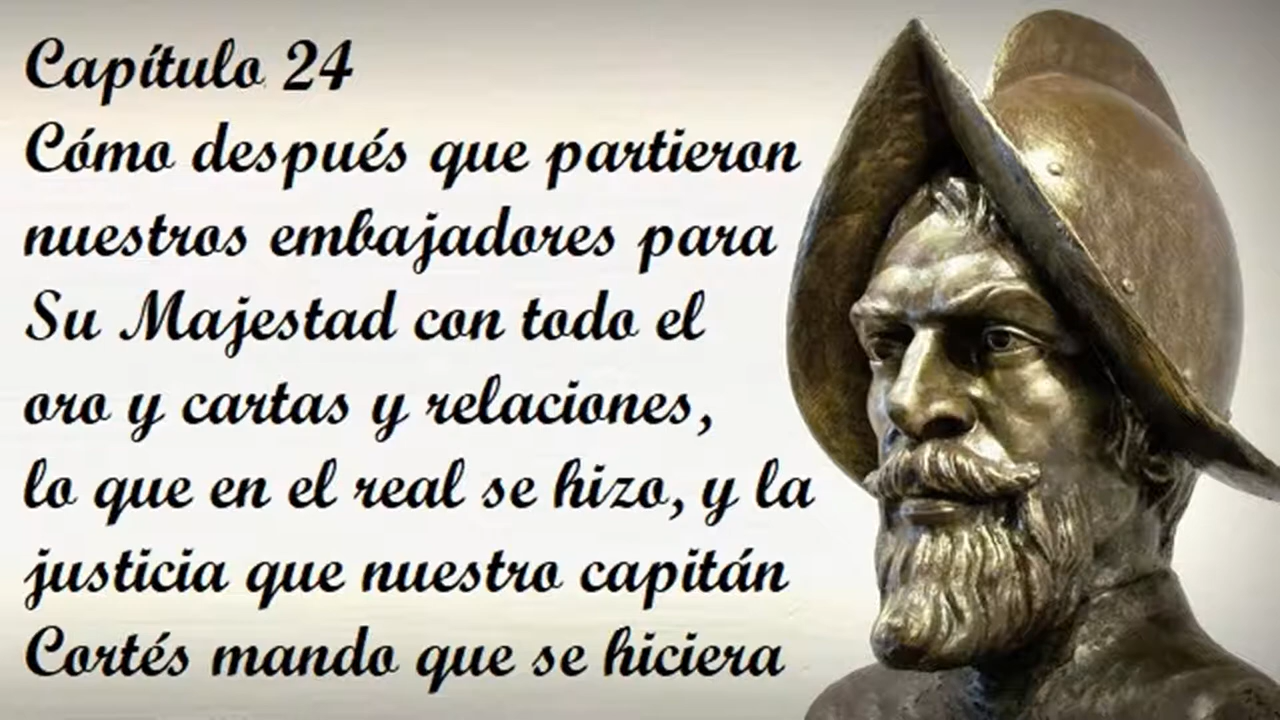 Capítulo 24
Cómo después que partieron
nuestros embajadores para
Su Majestad con todo el
oro y cartas y relaciones,
lo que en el real se hizo, y la
justicia que nuestro capitán
Cortés mando que se hiciera